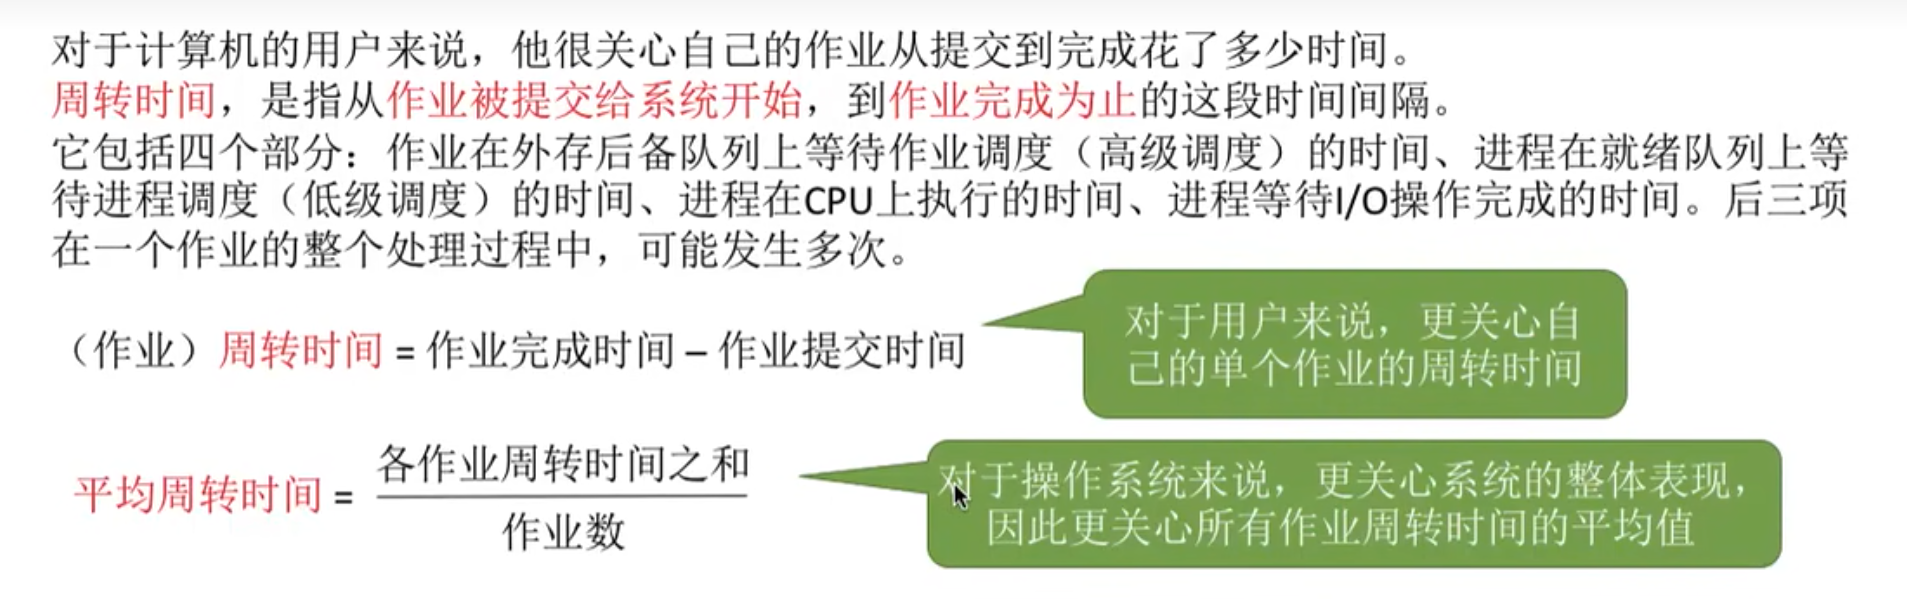 对于计算机的用户来说，他很关心自己的作业从提交到完成花了多少时间。
周转时间，是指从作业被提交给系统开始，到作业完成为止的这段时间间隔。
它包括四个部分：作业在外存后备队列上等待作业调度（高级调度）的时间、进程在就绪队列上等
待进程调度（低级调度）的时间、进程在CPU上执行的时间、进程等待I/O操作完成的时间。后三项
在一个作业的整个处理过程中，可能发生多次。
（作业）周转时间 = 作业完成时间 – 作业提交时间
对于用户来说，更关心自
己的单个作业的周转时间
平均周转时间 =
各作业周转时间之和
作业数
对于操作系统来说，更关心系统的整体表现，
因此更关心所有作业周转时间的平均值